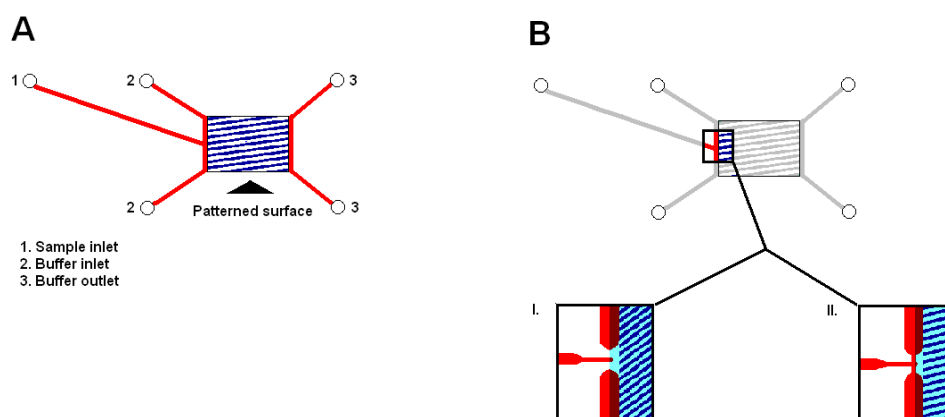 A
B
1
2
3
2
3
Patterned surface
1. Sample inlet
2. Buffer inlet
3. Buffer outlet
I.
II.